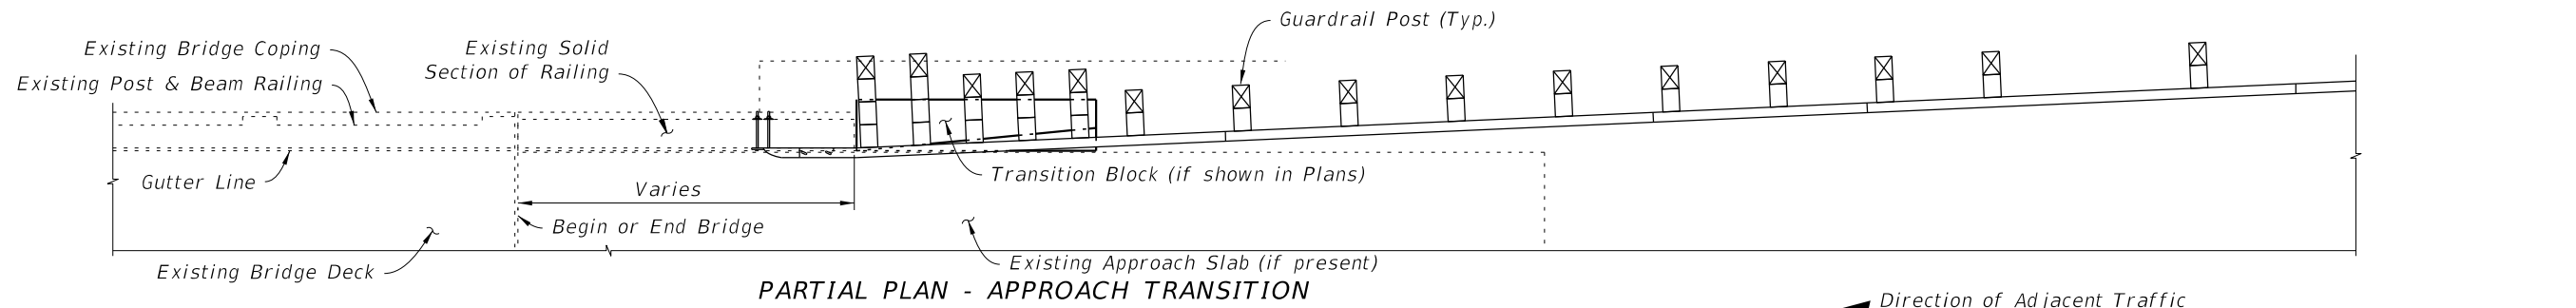 Guardrail Post (Typ.)
Existing Bridge Coping
Existing Solid
Section of Railing
Existing Post & Beam Railing
Gutter Line
Varies
Transition Block (if shown in Plans)
Begin or End Bridge
Existing Bridge Deck
Existing Approach Slab (if present)
PARTIAL PLAN - APPROACH TRANSITION
Direction of Adjacent Traffic